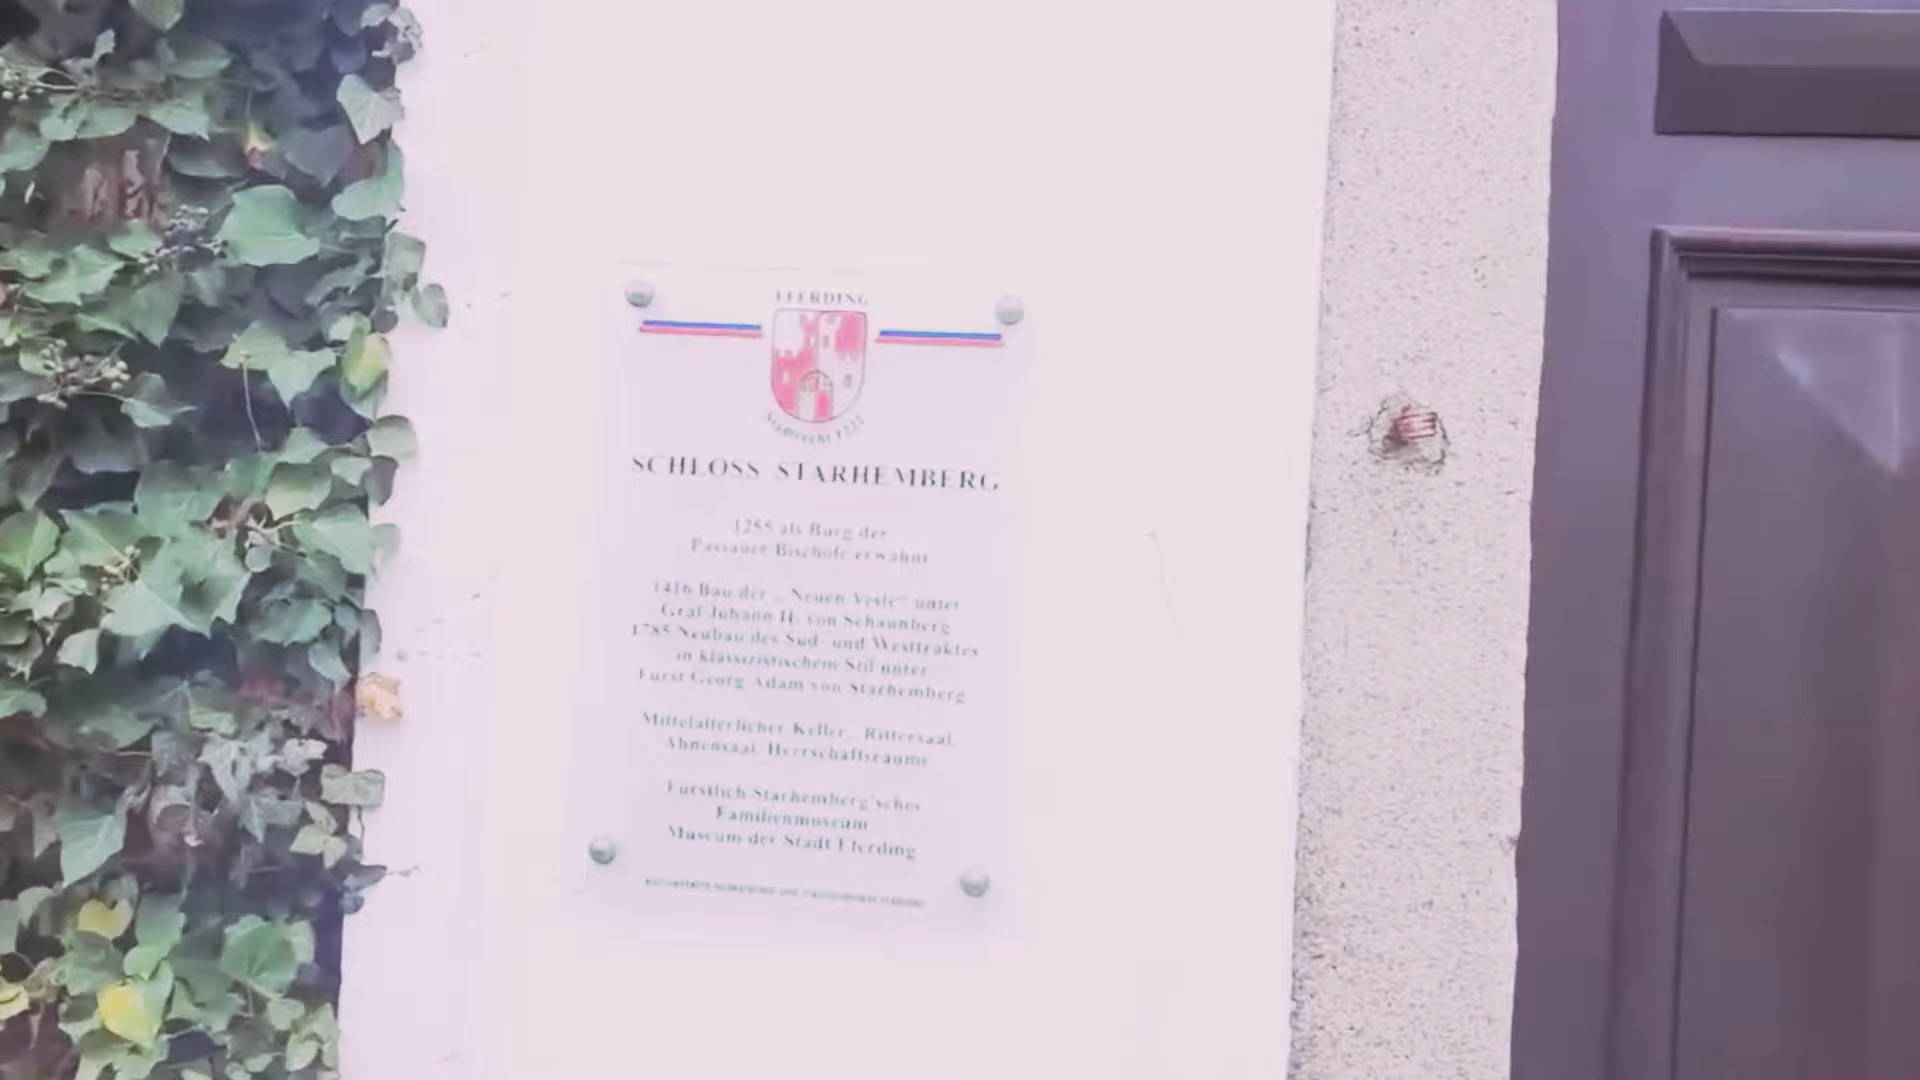 EFERDING
Stadtrecht 1222
SCHLOSS STARHEMBERG
1255 als Burg der
Passauer Bischöfe erwähnt
1416 Bau der „Neuen Veste“ unter
Graf Johann II. von Schaunberg
1785 Neubau des Süd- und Westtraktes
in klassizistischem Stil unter
Fürst Georg Adam von Starhemberg
Mittelalterlicher Keller, Rittersaal,
Ahnensaal, Herrschaftsräume
Fürstlich Starhemberg'sches
Familienmuseum
Museum der Stadt Eferding